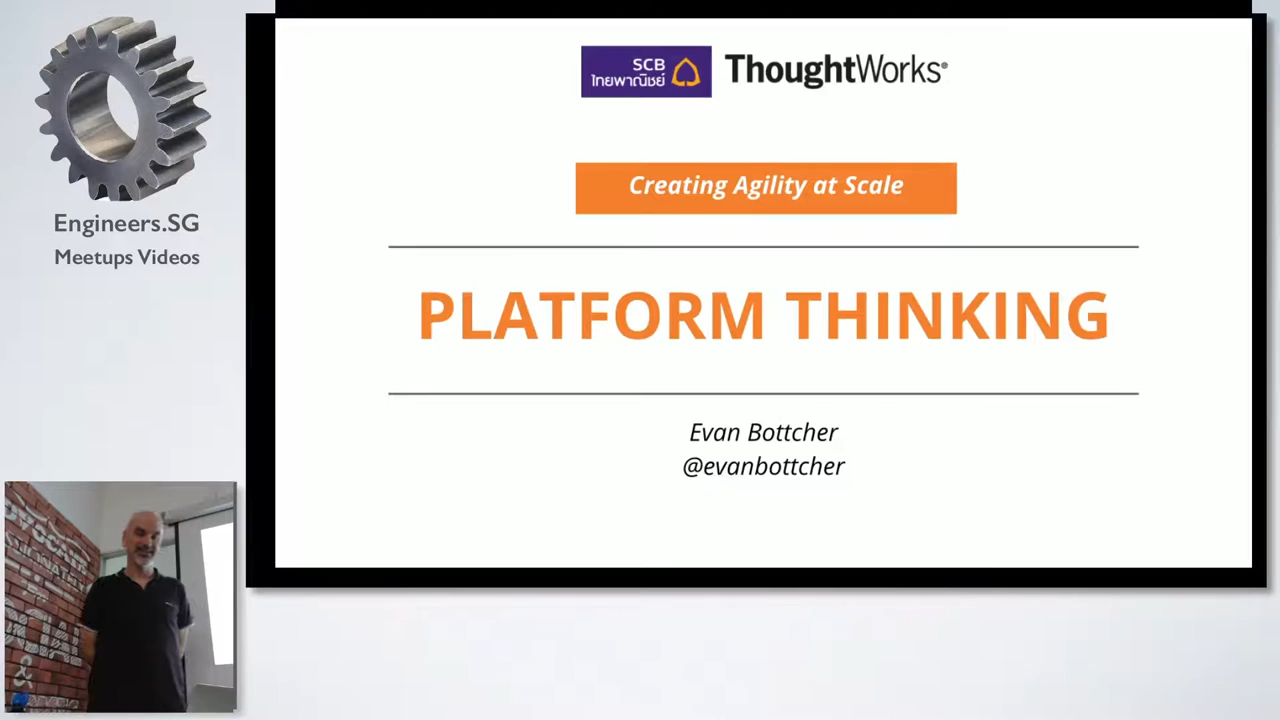 Engineers.SG
Meetups Videos
SCB
ไทยพาณิชย์
ThoughtWorks®
Creating Agility at Scale
PLATFORM THINKING
Evan Bottcher
@evanbottcher